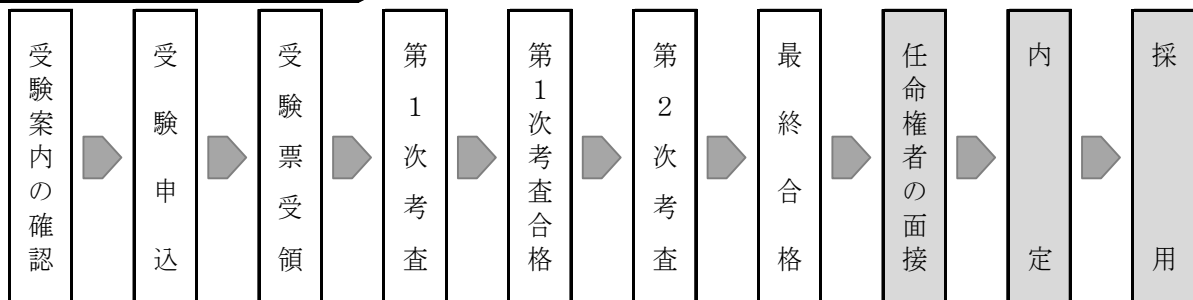 受験案内の確認
受験申込
受験票受領
第1次考査
第1次考査合格
第2次考査
最終合格
任命権者の面接
内定
採用